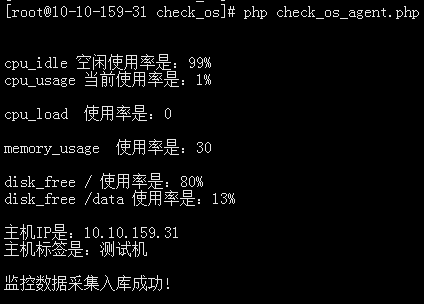 [root@10-10-159-31 check_os]# php check_os_agent.php
cpu_idle 空闲使用率是: 99%
cpu_usage 当前使用率是: 1%
cpu_load  使用率是: 0
memory_usage  使用率是: 30
disk_free / 使用率是: 80%
disk_free /data 使用率是: 13%
主机IP是: 10.10.159.31
主机标签是: 测试机
监控数据采集入库成功!